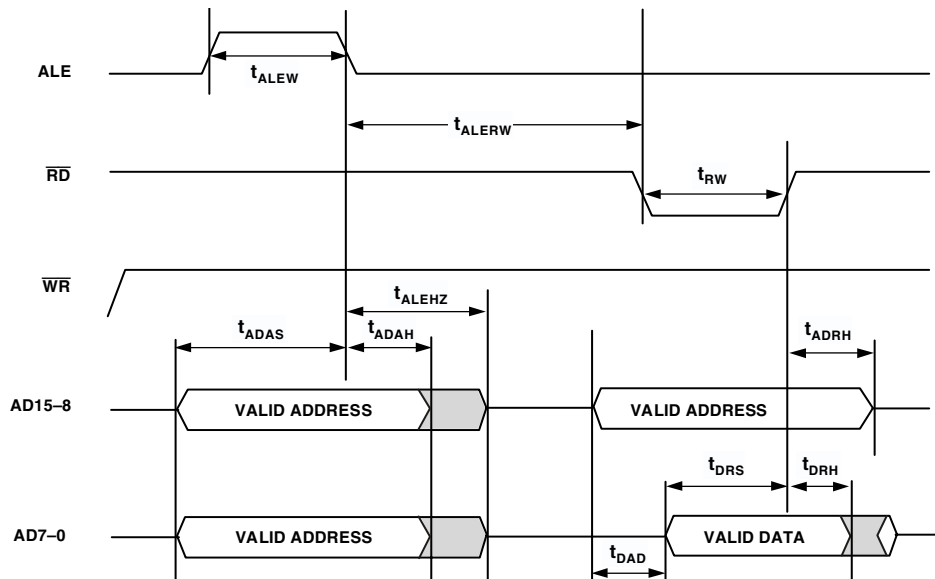 ALE
tALEW
tALERW
RD
tRW
WR
tALEHZ
tADAS
tADAH
tADRH
AD15–8
VALID ADDRESS
VALID ADDRESS
tDRS
tDRH
AD7–0
VALID ADDRESS
VALID DATA
tDAD